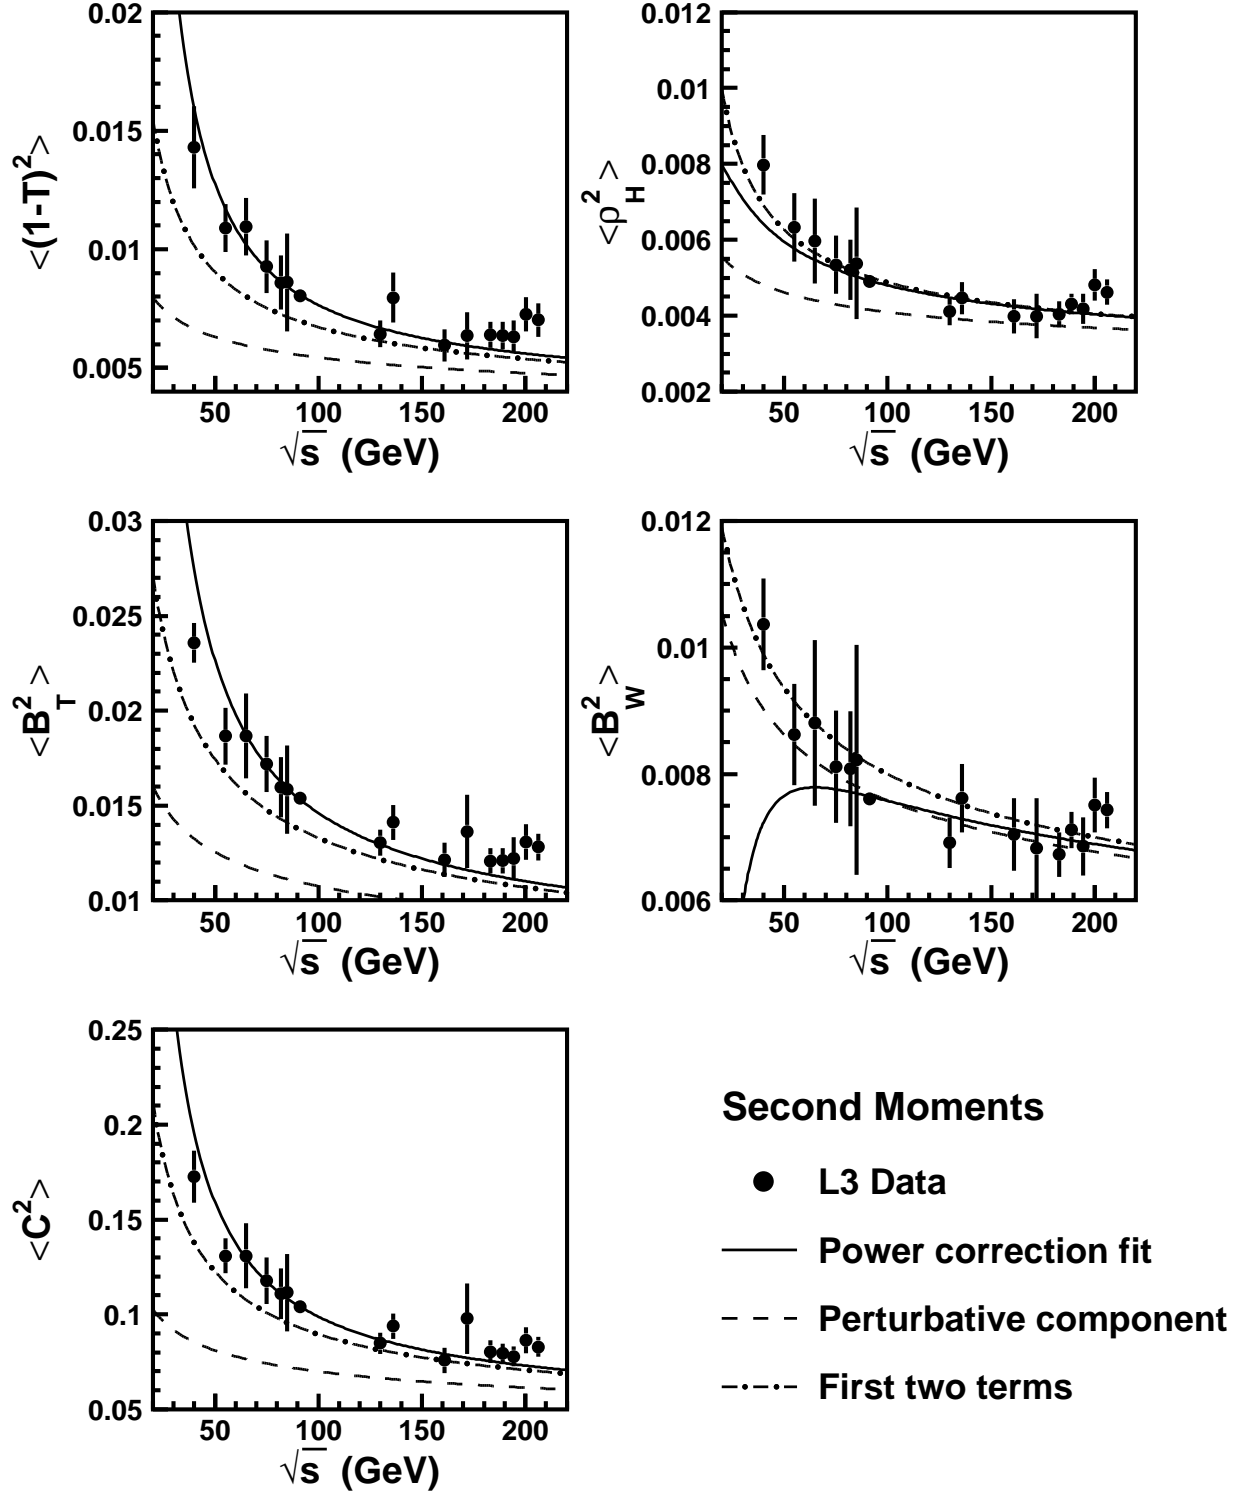 0.02
0.015
0.01
0.005
<(1-T)²>
50 100 150 200
√s (GeV)
0.012
0.01
0.008
0.006
0.004
0.002
<ρ²_H>
50 100 150 200
√s (GeV)
0.03
0.025
0.02
0.015
0.01
<B²_T>
50 100 150 200
√s (GeV)
0.012
0.01
0.008
0.006
<B²_W>
50 100 150 200
√s (GeV)
0.25
0.2
0.15
0.1
0.05
<C²>
50 100 150 200
√s (GeV)
Second Moments
L3 Data
Power correction fit
Perturbative component
First two terms